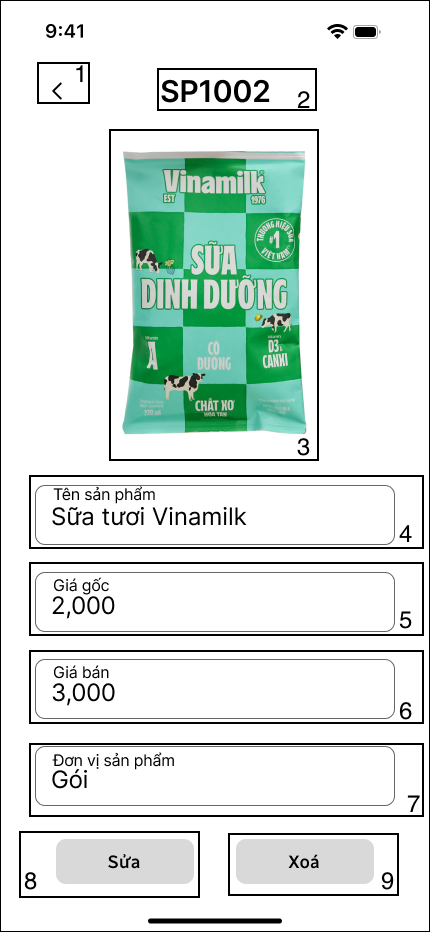 9:41
1
<
SP1002
2
Vinamilk
EST 1976
THƯƠNG HIỆU SỮA
#1
VIỆT NAM
SỮA
DINH DƯỠNG
A
CÓ
ĐƯỜNG
D3 &
CANXI
CHẤT XƠ
HÒA TAN
220 ml
3
Tên sản phẩm
Sữa tươi Vinamilk
4
Giá gốc
2,000
5
Giá bán
3,000
6
Đơn vị sản phẩm
Gói
7
8
Sửa
Xoá
9